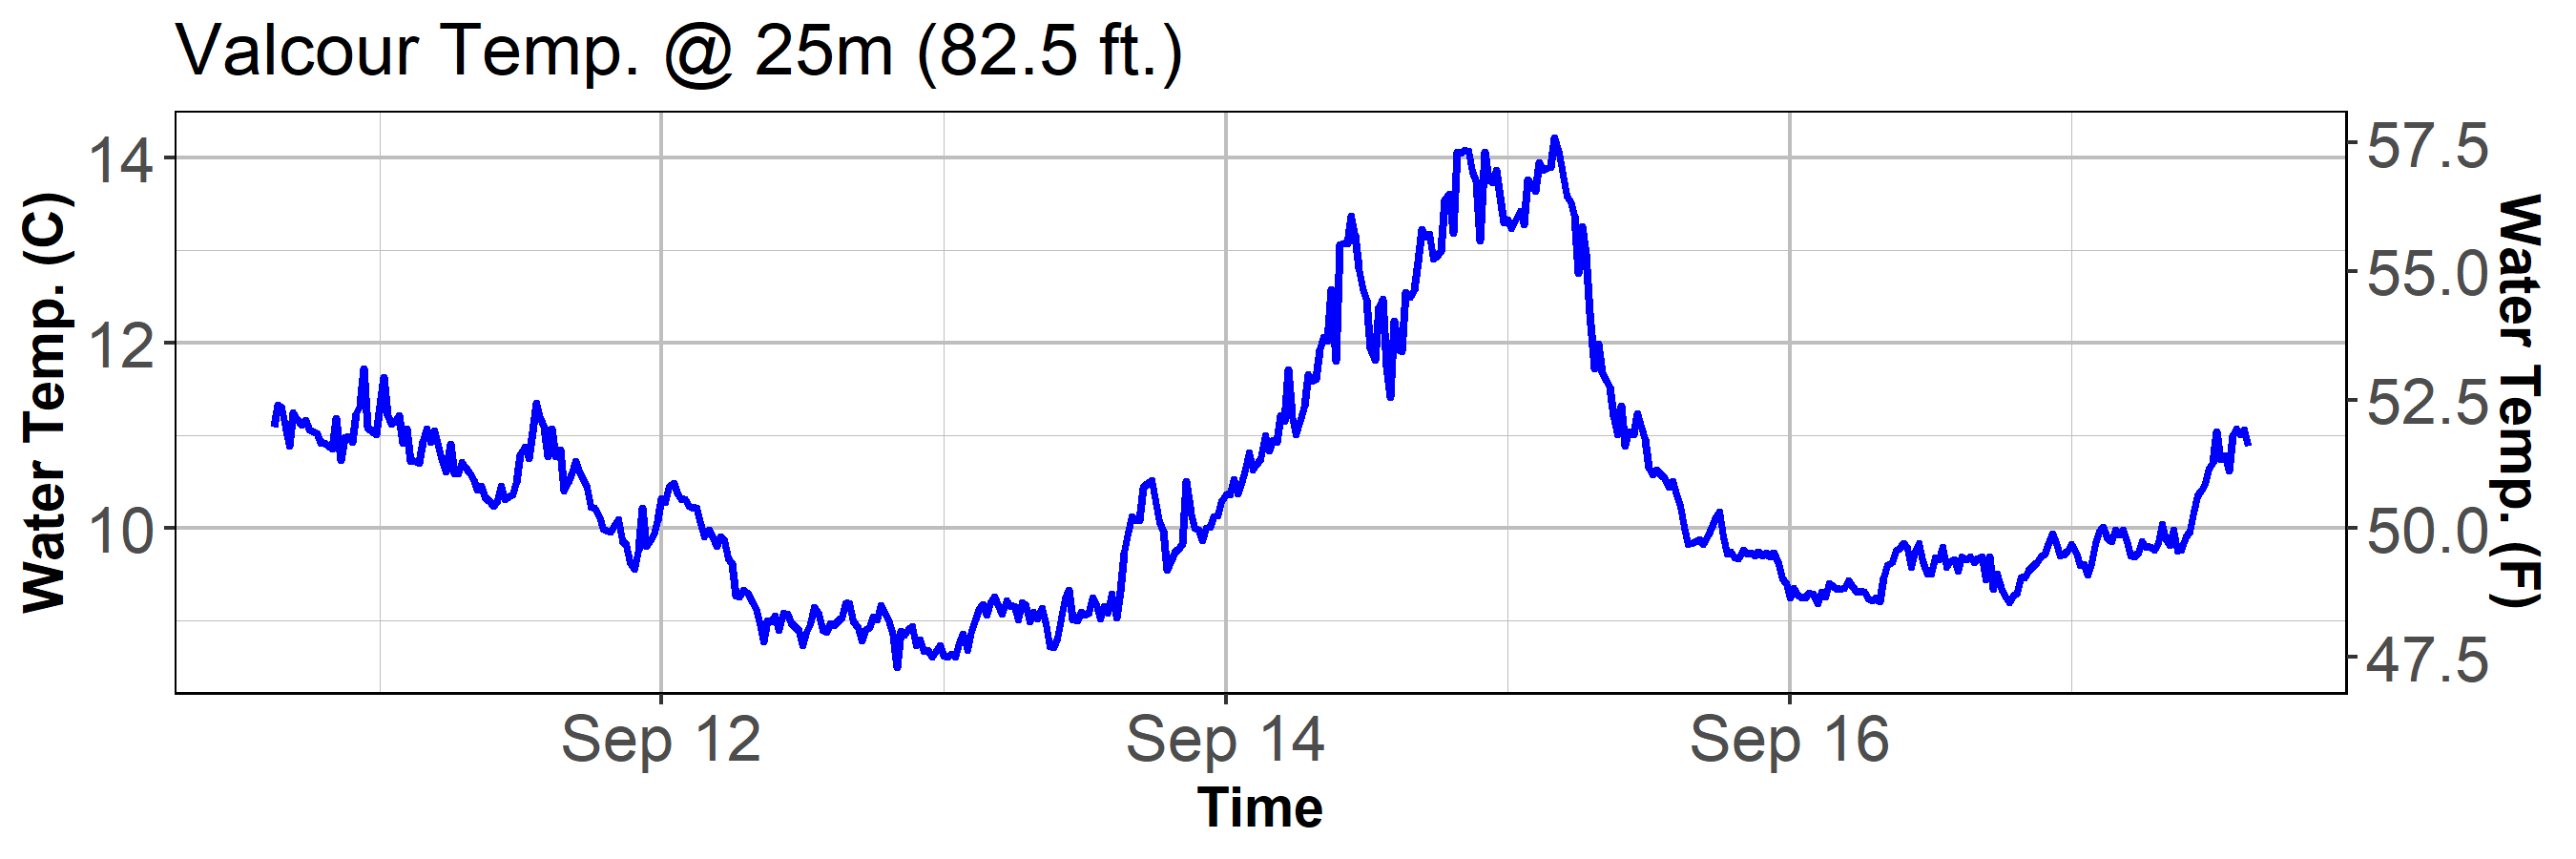 Valcour Temp. @ 25m (82.5 ft.)
Water Temp. (C)
14
12
10
57.5
55.0
52.5
50.0
47.5
Water Temp. (F)
Sep 12
Sep 14
Sep 16
Time